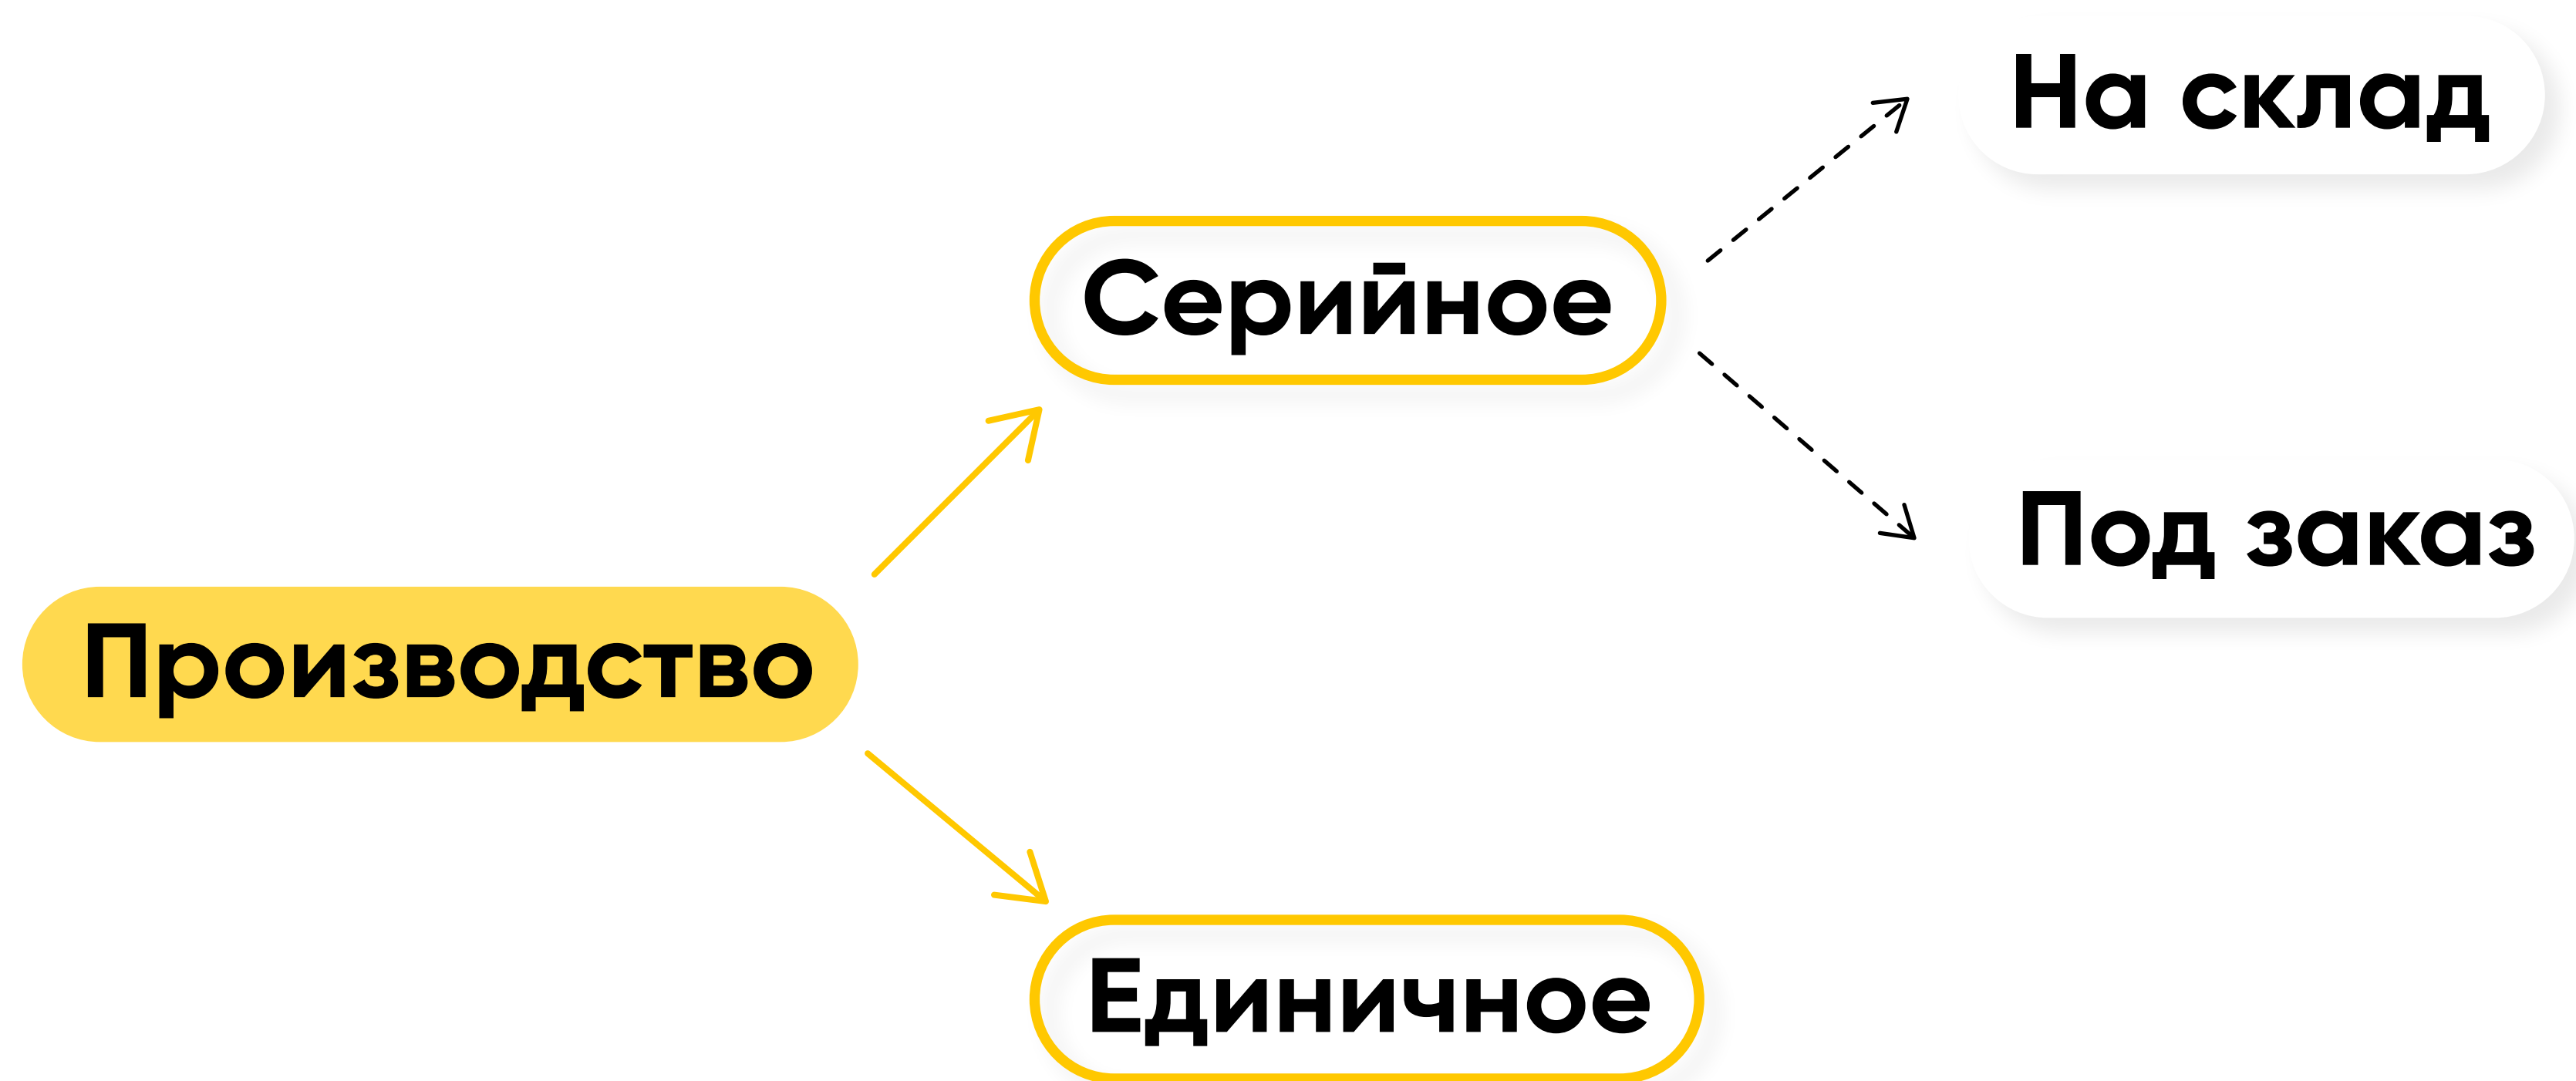 На склад
Серийное
Под заказ
Производство
Единичное